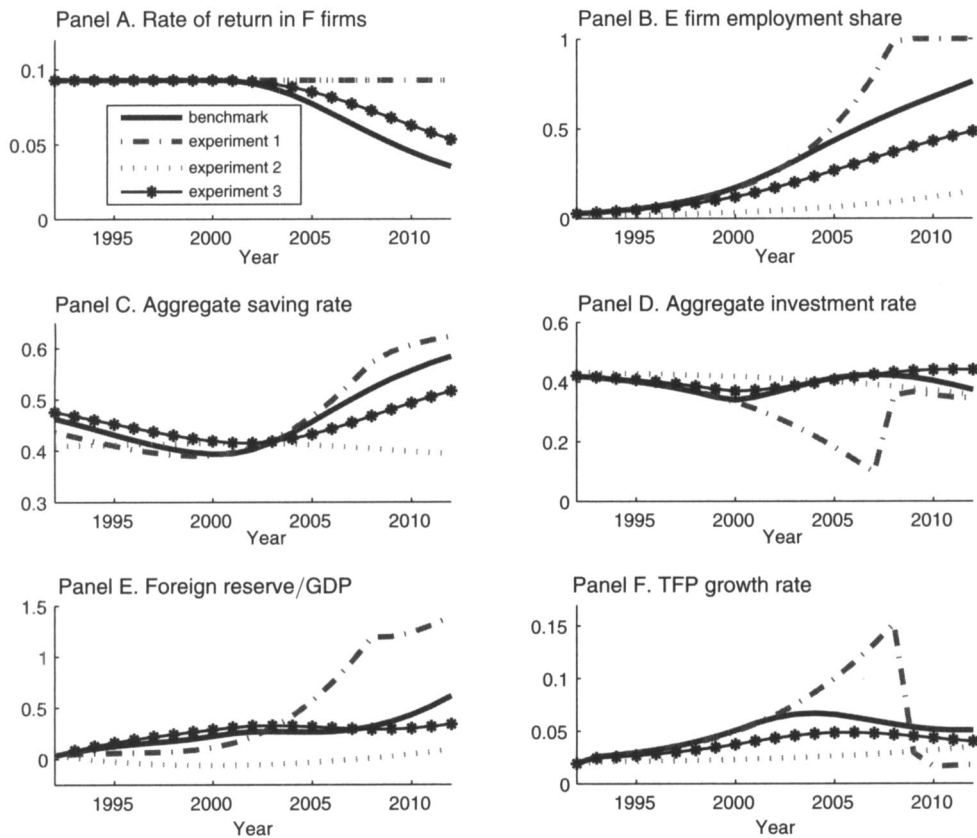 Panel A. Rate of return in F firms
0.1
0.05
0
benchmark
experiment 1
experiment 2
experiment 3
1995 2000 2005 2010
Year
Panel B. E firm employment share
1
0.5
0
1995 2000 2005 2010
Year
Panel C. Aggregate saving rate
0.6
0.5
0.4
0.3
1995 2000 2005 2010
Year
Panel D. Aggregate investment rate
0.6
0.4
0.2
0
1995 2000 2005 2010
Year
Panel E. Foreign reserve/GDP
1.5
1
0.5
0
1995 2000 2005 2010
Year
Panel F. TFP growth rate
0.15
0.1
0.05
0
1995 2000 2005 2010
Year